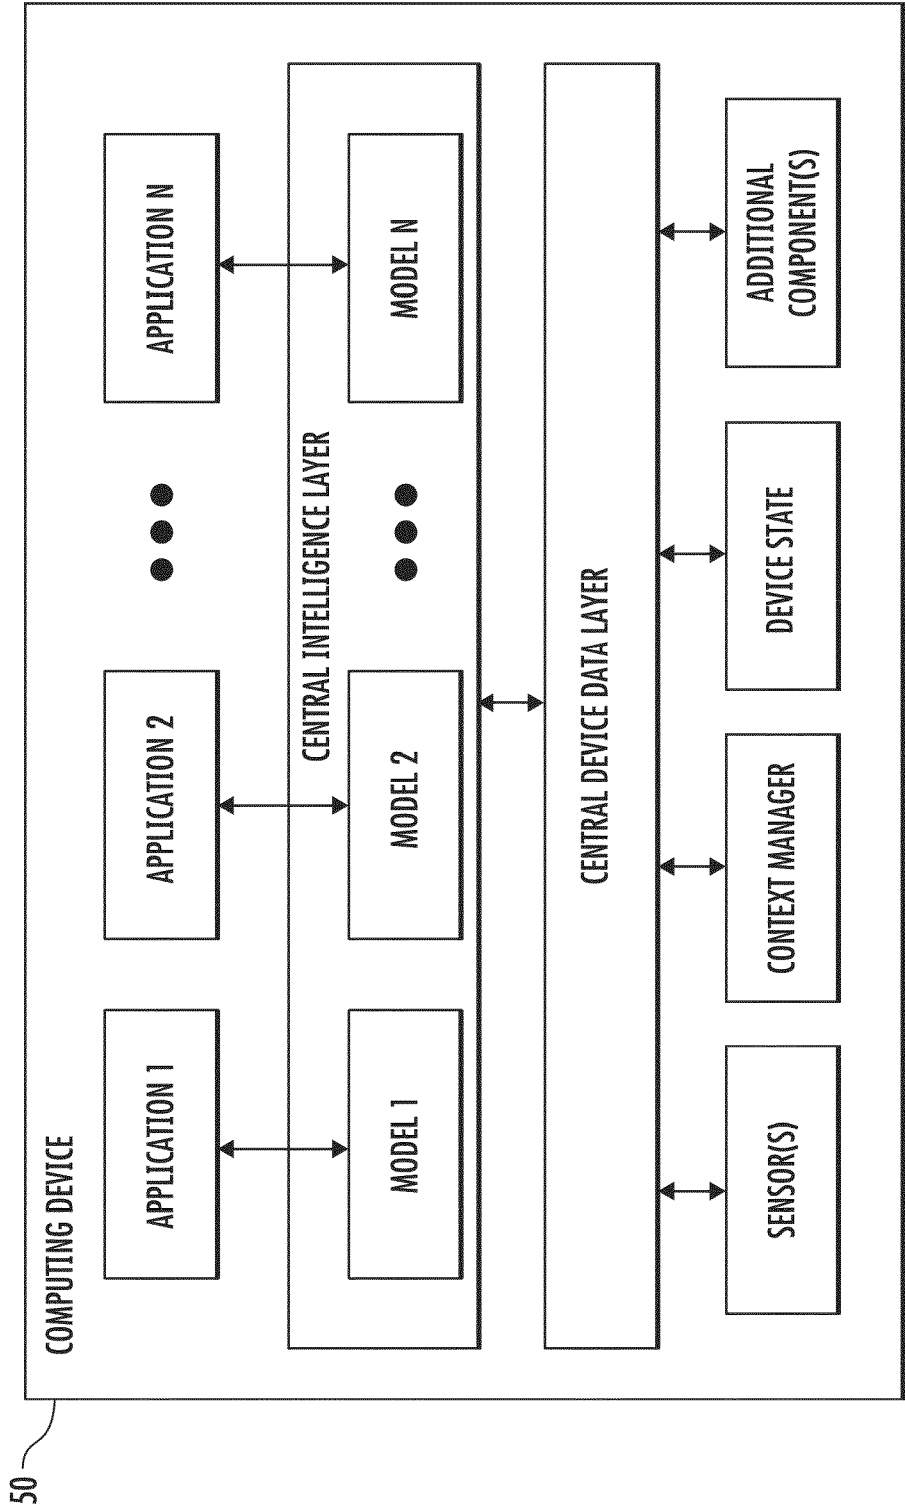 50
COMPUTING DEVICE
APPLICATION 1
APPLICATION 2
APPLICATION N
CENTRAL INTELLIGENCE LAYER
MODEL 1
MODEL 2
MODEL N
CENTRAL DEVICE DATA LAYER
SENSOR(S)
CONTEXT MANAGER
DEVICE STATE
ADDITIONAL
COMPONENT(S)